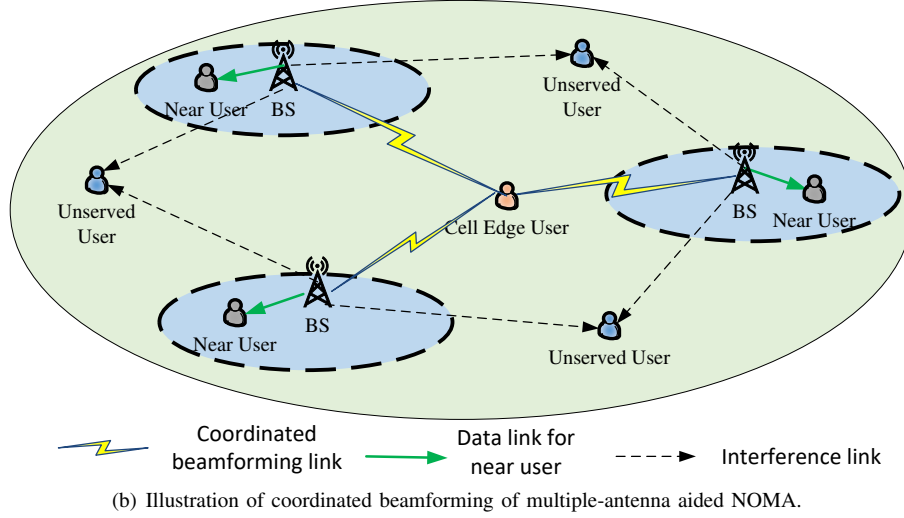 Near User
BS
Unserved
User
Unserved
User
Cell Edge User
BS
Near User
BS
Near User
Unserved User
Coordinated
beamforming link
Data link for
near user
Interference link
(b) Illustration of coordinated beamforming of multiple-antenna aided NOMA.